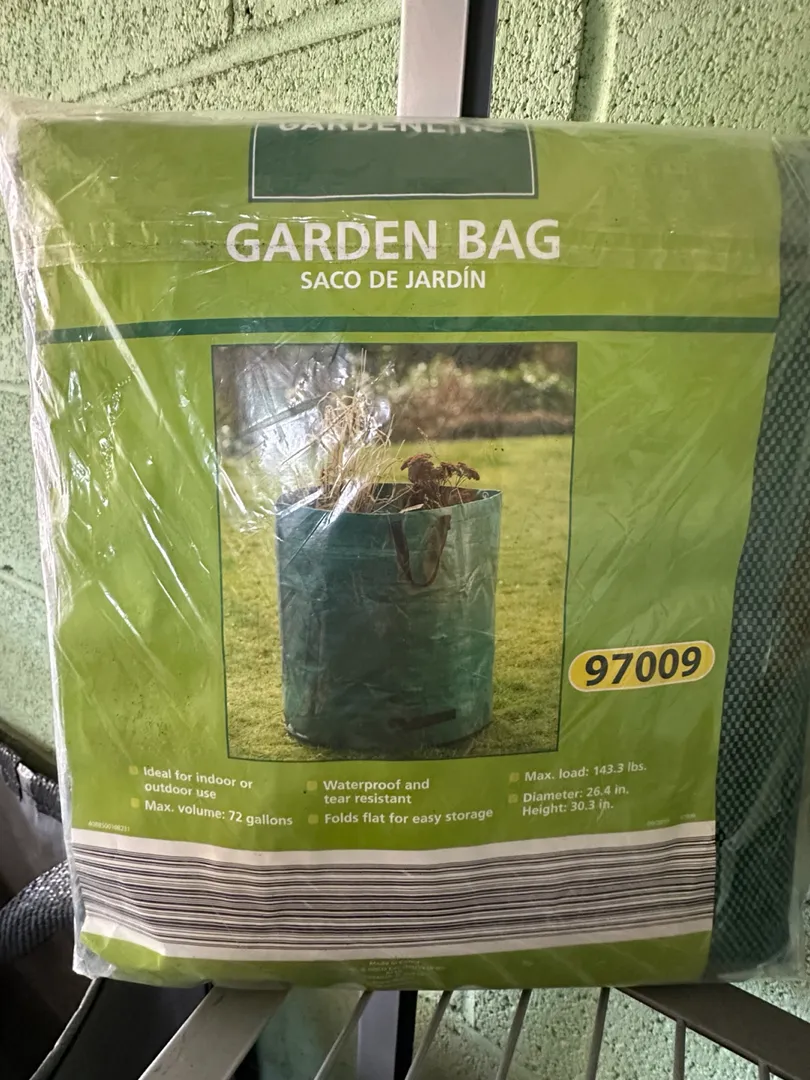 GARDENLINE
GARDEN BAG
SACO DE JARDÍN
97009
Ideal for indoor or
outdoor use
Max. volume: 72 gallons
Waterproof and
tear resistant
Folds flat for easy storage
Max. load: 143.3 lbs.
Diameter: 26.4 in.
Height: 30.3 in.